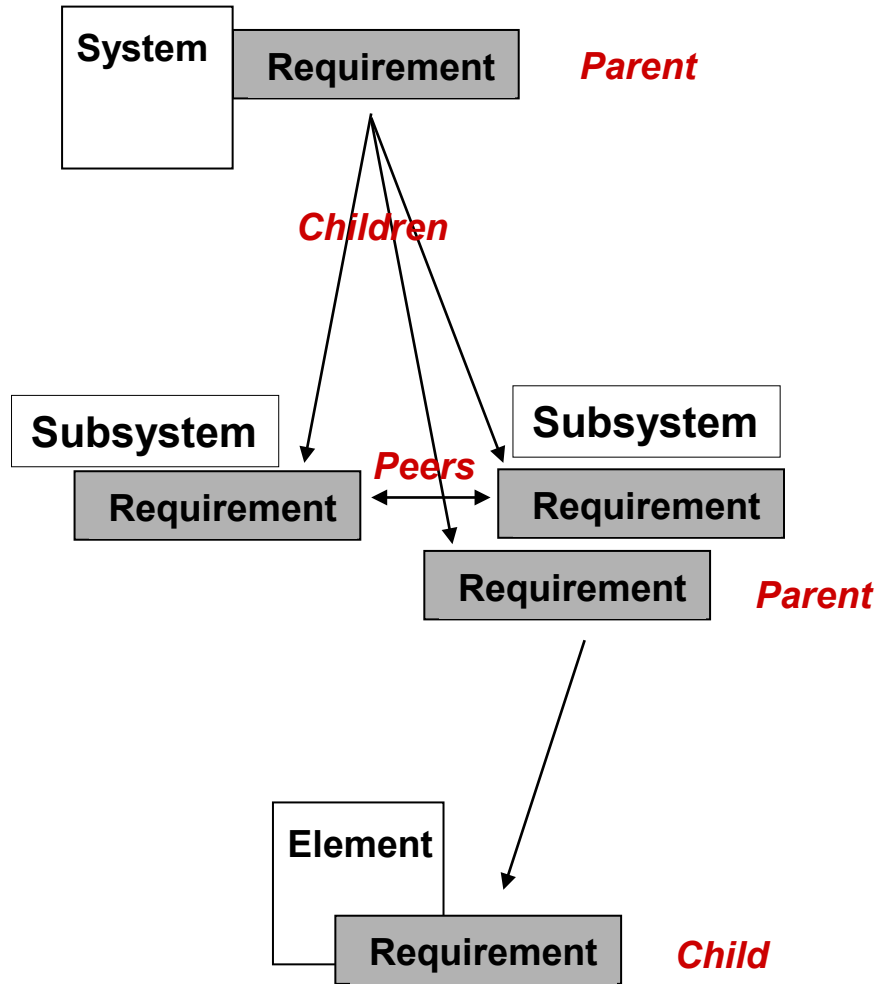 System
Requirement
Parent
Children
Subsystem
Subsystem
Peers
Requirement
Requirement
Requirement
Parent
Element
Requirement
Child